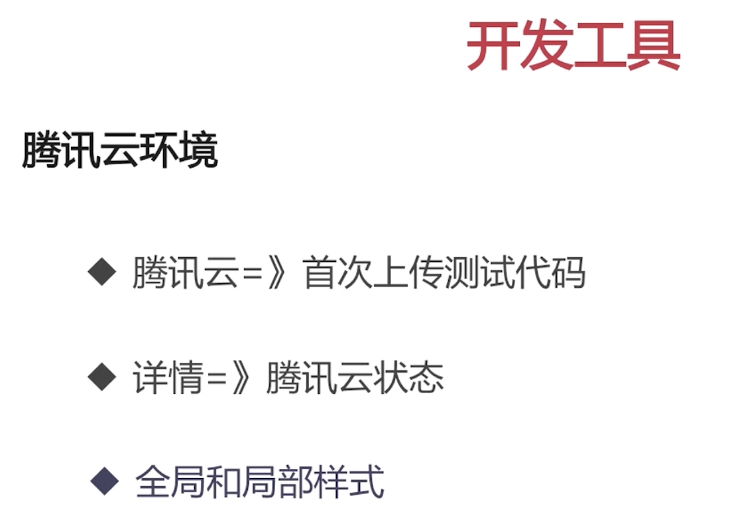 开发工具
腾讯云环境
◆ 腾讯云=》首次上传测试代码
◆ 详情=》腾讯云状态
◆ 全局和局部样式